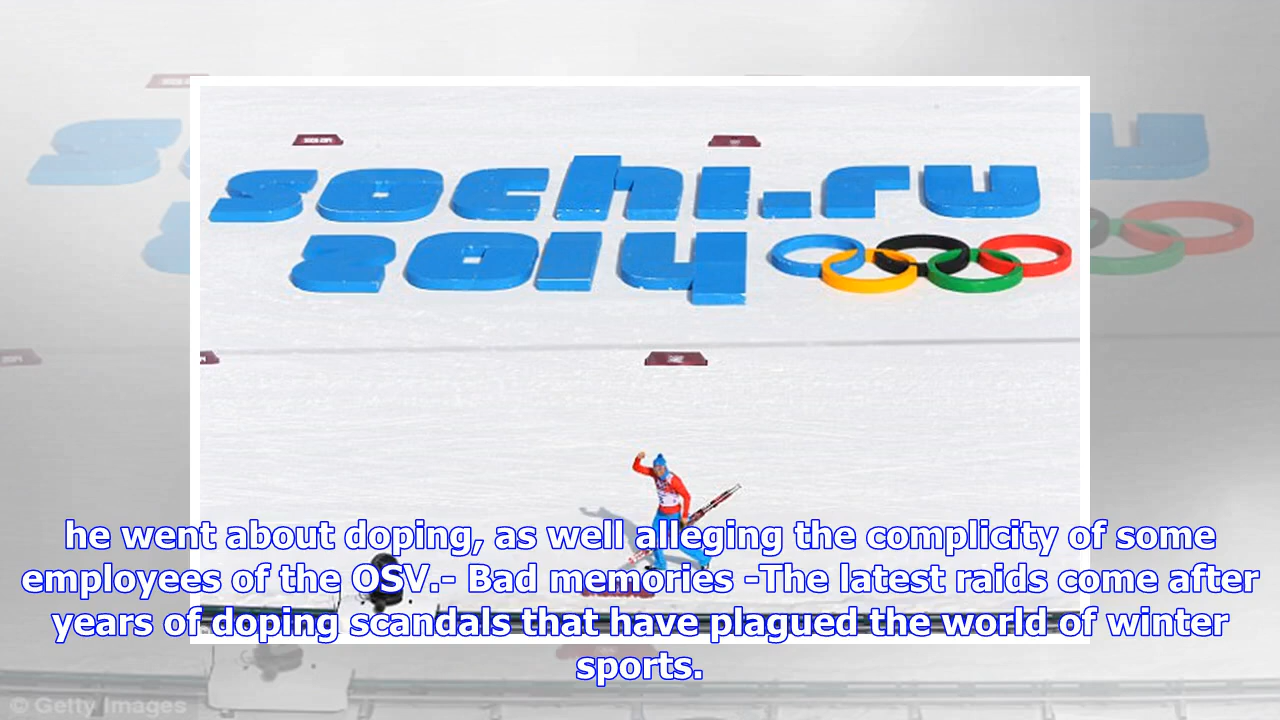 sochi.ru
2014
he went about doping, as well alleging the complicity of some
employees of the OSV.- Bad memories -The latest raids come after
years of doping scandals that have plagued the world of winter
sports.
© Getty Images